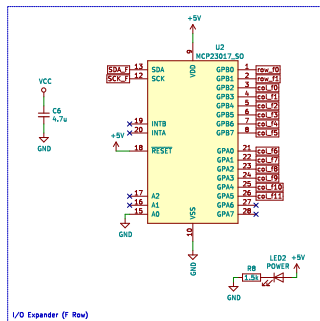 +5V
U2
MCP23017_SO
9
VDD
SDA_F 13 SDA
SCK_F 12 SCK
GPB0 1 row_f0
GPB1 2 row_f1
GPB2 3 col_f0
GPB3 4 col_f1
GPB4 5 col_f2
GPB5 6 col_f3
GPB6 7 col_f4
GPB7 8 col_f5
VCC
C6
4.7u
GND
19 INTB
20 INTA
+5V
18 RESET
GPA0 21 col_f6
GPA1 22 col_f7
GPA2 23 col_f8
GPA3 24 col_f9
GPA4 25 col_f10
GPA5 26 col_f11
GPA6 27
GPA7 28
17 A2
16 A1
15 A0
VSS
10
GND
GND
LED2
POWER
+5V
R8
1.5k
GND
I/O Expander (F Row)